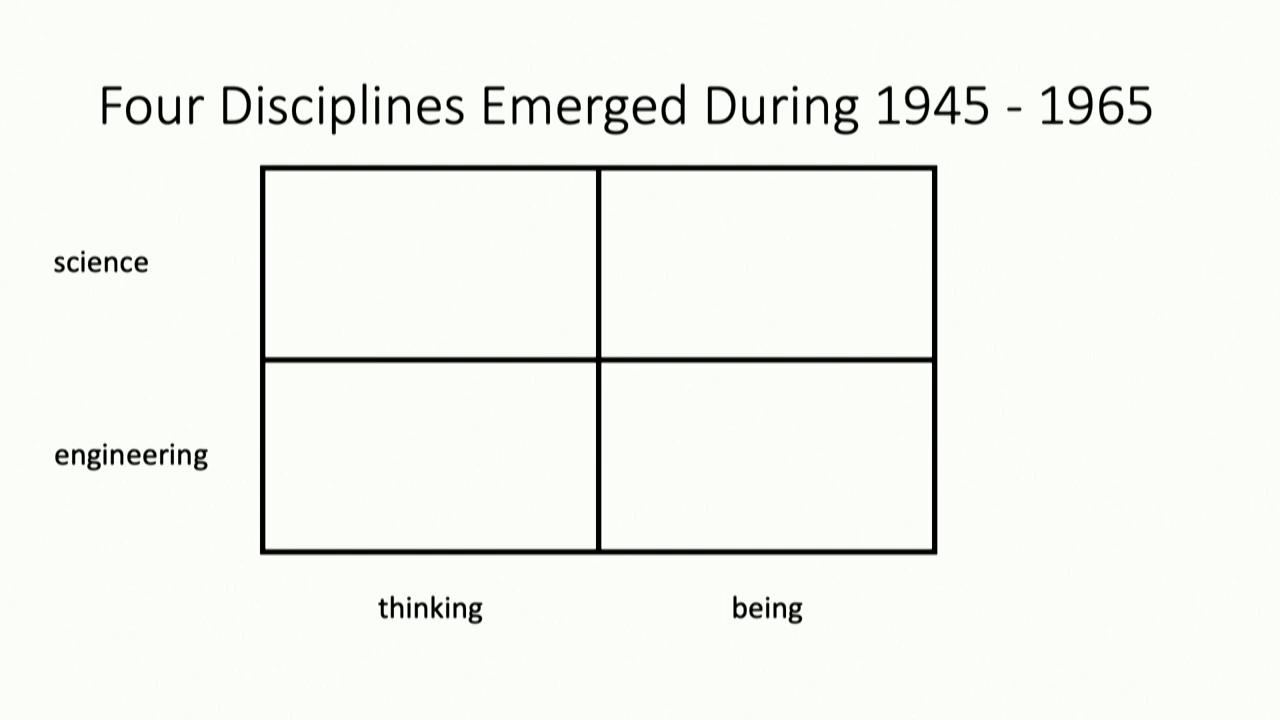 Four Disciplines Emerged During 1945 - 1965
science
engineering
thinking
being